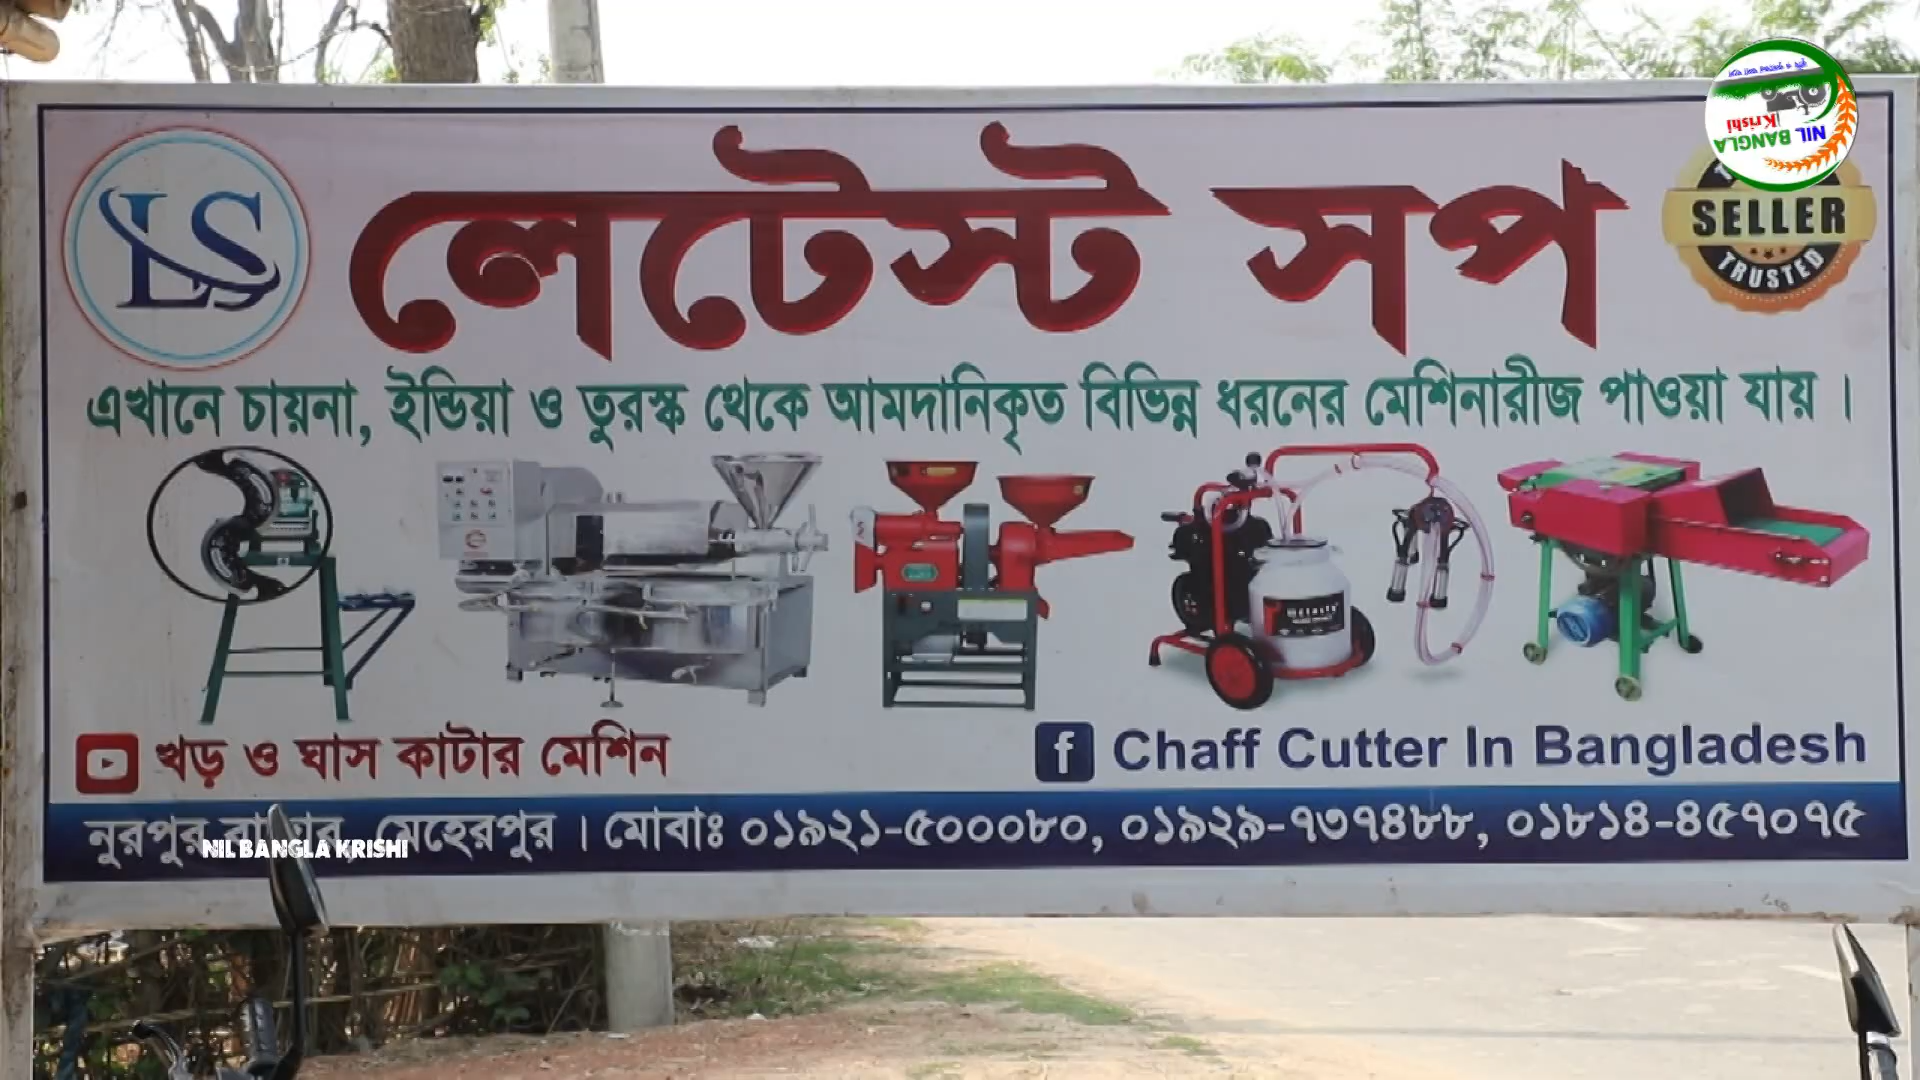 LS
লেটেস্ট সপ
SELLER
TRUSTED
NIL BANGLA
Krishi
এখানে চায়না, ইন্ডিয়া ও তুরস্ক থেকে আমদানিকৃত বিভিন্ন ধরনের মেশিনারীজ পাওয়া যায় ।
খড় ও ঘাস কাটার মেশিন
f Chaff Cutter In Bangladesh
নুরপুর বাজার, মেহেরপুর । মোবাঃ ০১৯২১-৫০০০৮০, ০১৯২৯-৭৩৭৪৮৮, ০১৮১৪-৪৫৭০৭৫
NIL BANGLA KRISHI